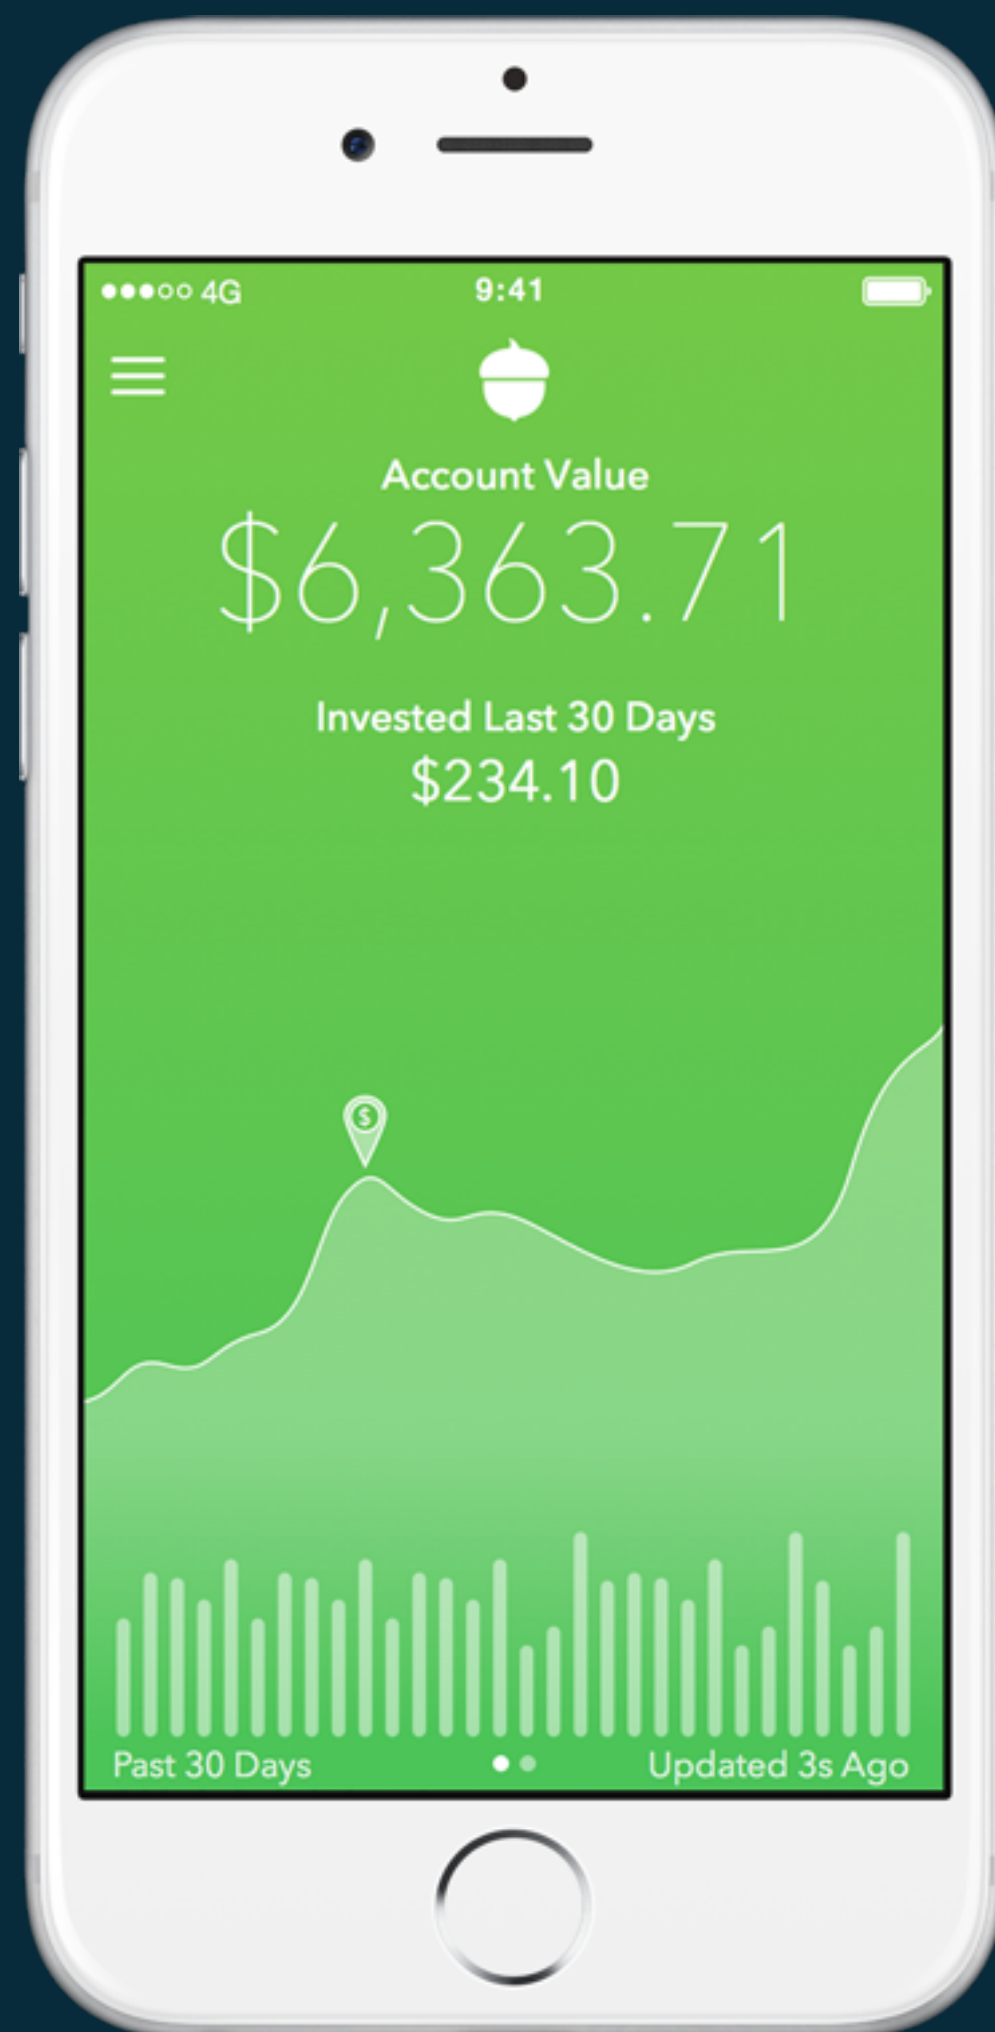 4G
9:41
Account Value
$6,363.71
Invested Last 30 Days
$234.10
$
Past 30 Days
Updated 3s Ago